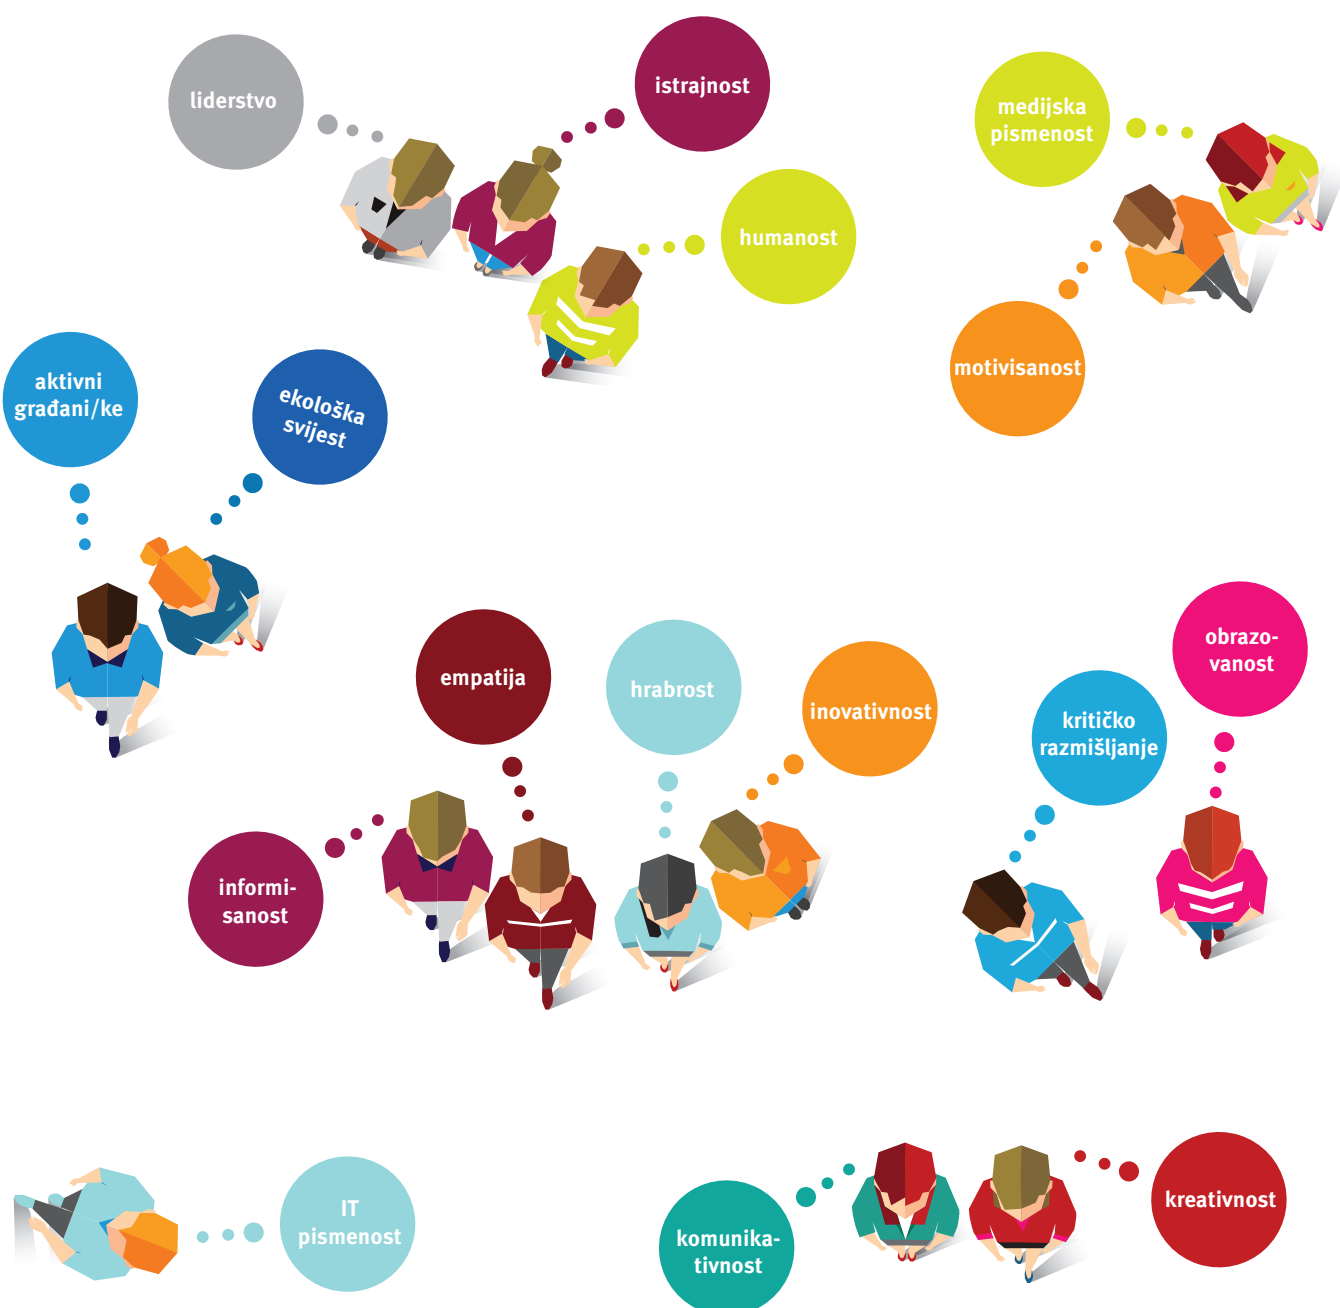 liderstvo
istrajnost
medijska
pismenost
humanost
motivisanost
aktivni
građani/ke
ekološka
svijest
empatija
hrabrost
inovativnost
obrazo-
vanost
kritičko
razmišljanje
informi-
sanost
IT
pismenost
komunika-
tivnost
kreativnost